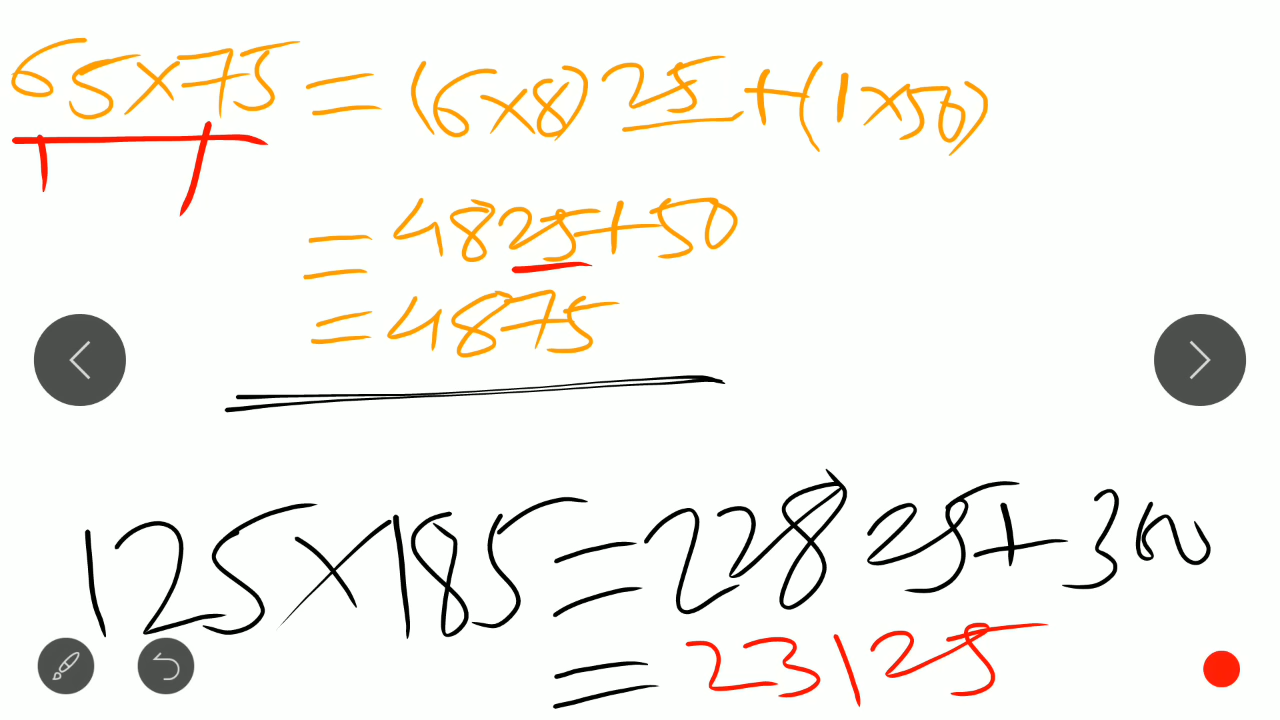 65×75 = (6×8) 25 + (1×50)
= 4825+50
= 4875
125×185 = 22825+300
= 23125